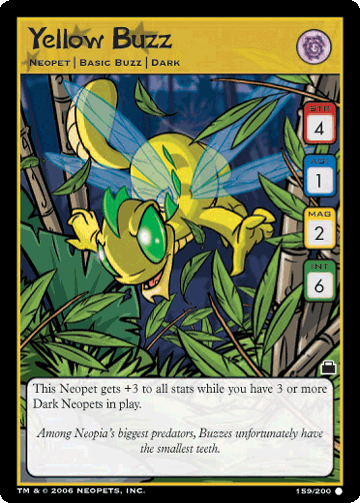 Yellow Buzz
NEOPET | BASIC BUZZ | DARK
STR
4
AGI
1
MAG
2
INT
6
This Neopet gets +3 to all stats while you have 3 or more
Dark Neopets in play.
Among Neopia's biggest predators, Buzzes unfortunately have
the smallest teeth.
TM & © 2006 NEOPETS, INC.
159/200